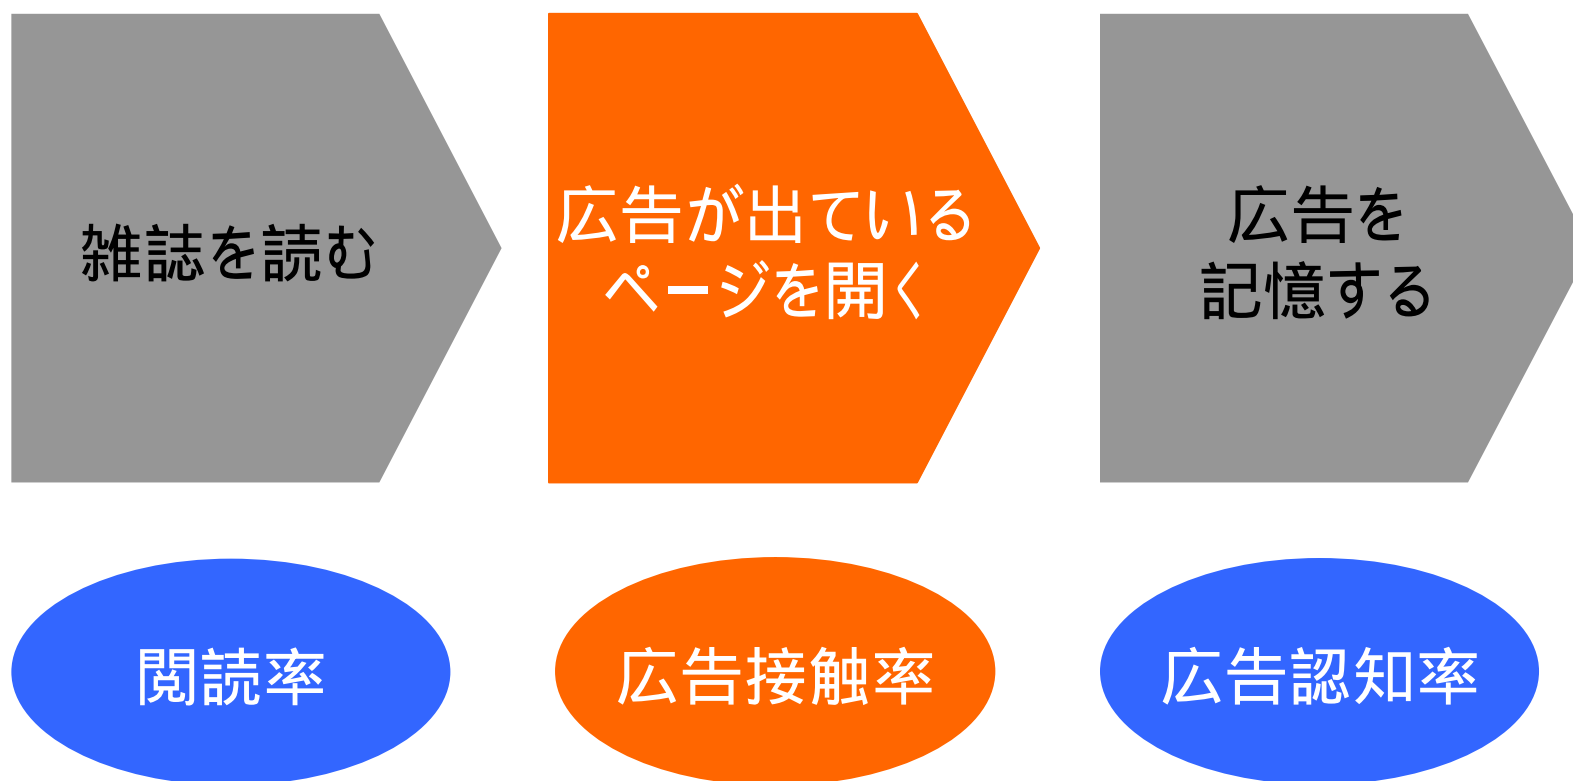 雑誌を読む
広告が出ている
ページを開く
広告を
記憶する
閲読率
広告接触率
広告認知率